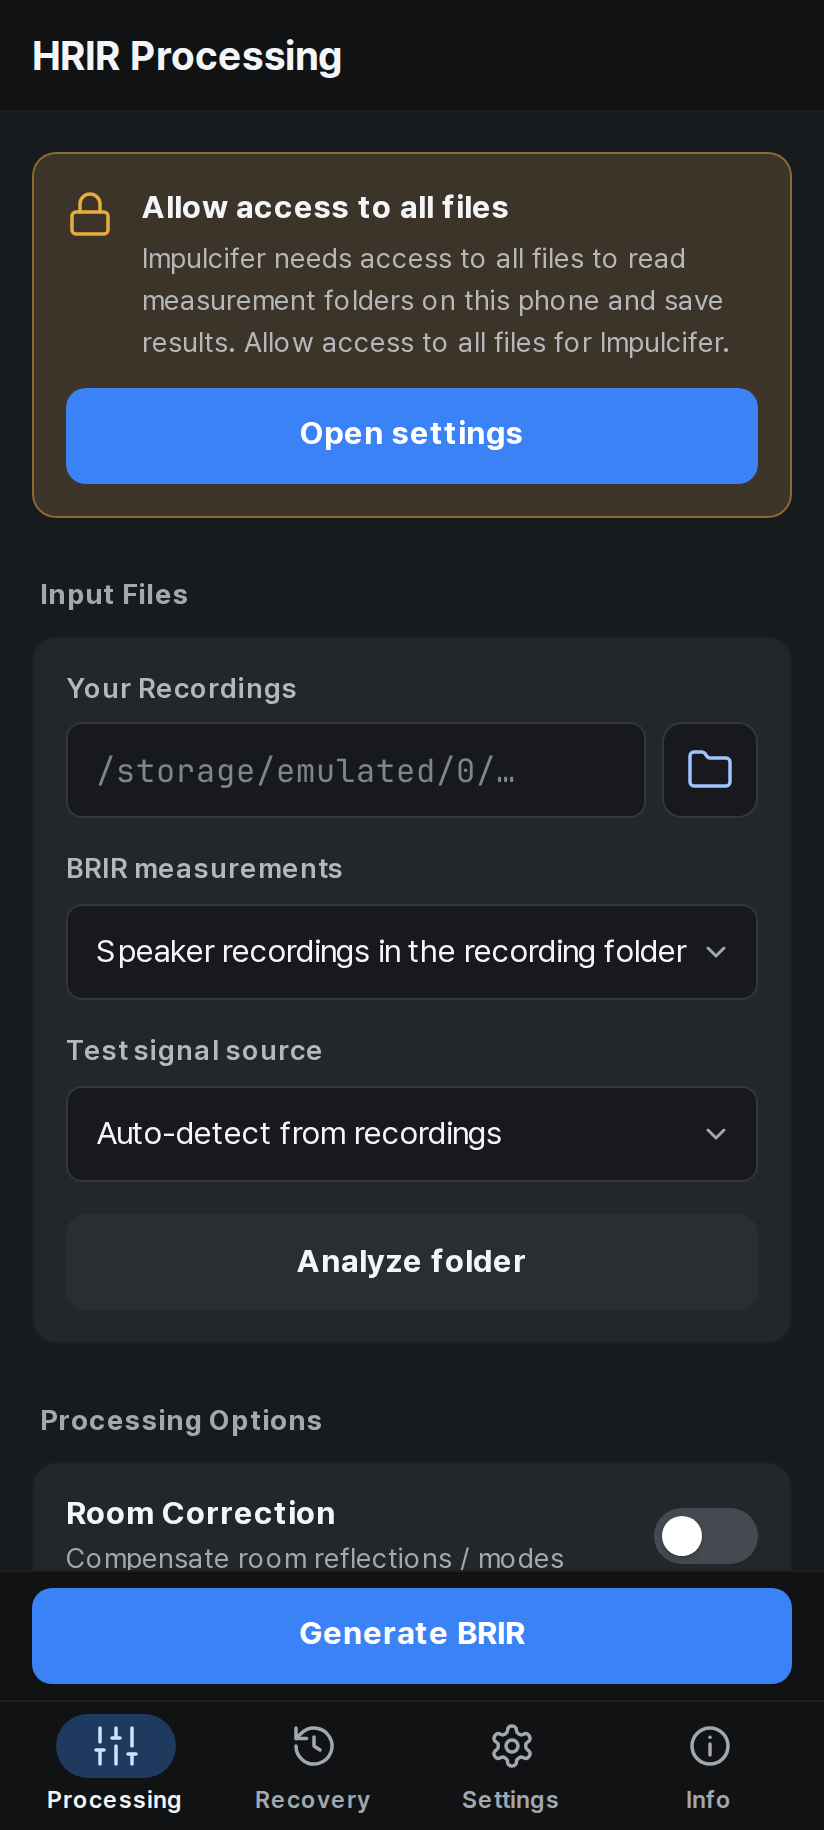 HRIR Processing
Allow access to all files
Impulcifer needs access to all files to read
measurement folders on this phone and save
results. Allow access to all files for Impulcifer.
Open settings
Input Files
Your Recordings
/storage/emulated/0/…
BRIR measurements
Speaker recordings in the recording folder
Test signal source
Auto-detect from recordings
Analyze folder
Processing Options
Room Correction
Compensate room reflections / modes
Generate BRIR
Processing
Recovery
Settings
Info